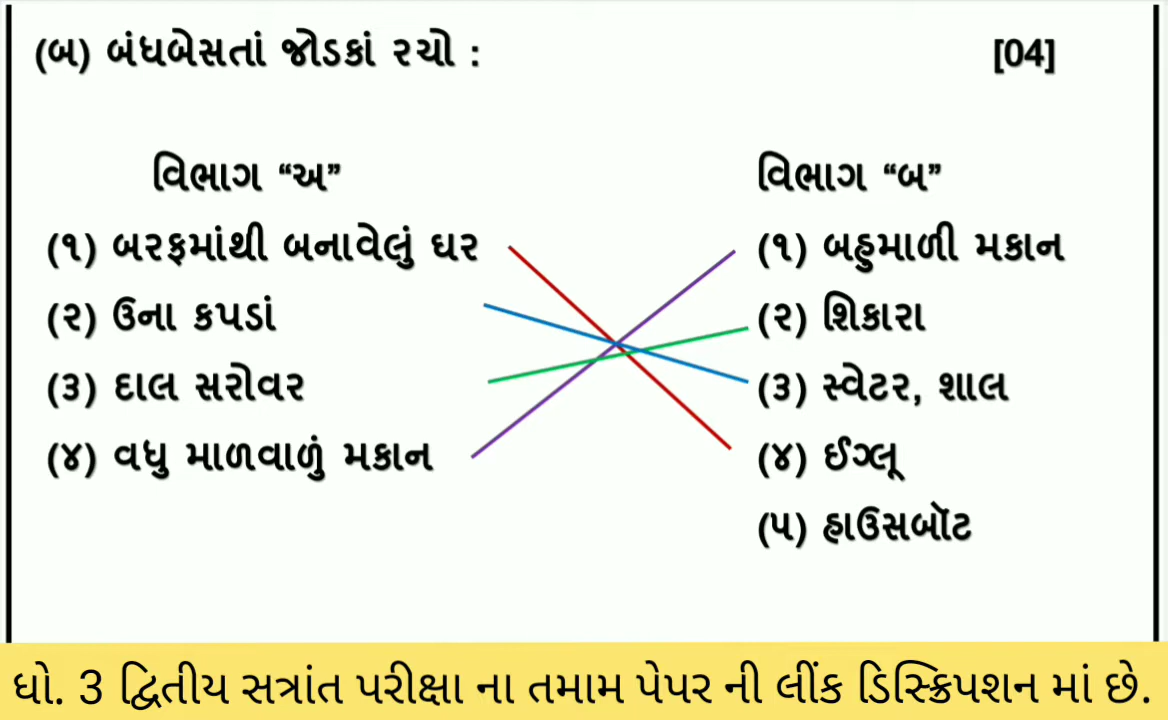 (બ) બંધબેસતાં જોડકાં રચો : [04]
વિભાગ “અ” વિભાગ “બ”
(૧) બરફમાંથી બનાવેલું ઘર (૧) બહુમાળી મકાન
(૨) ઉના કપડાં (૨) શિકારા
(૩) દાલ સરોવર (૩) સ્વેટર, શાલ
(૪) વધુ માળવાળું મકાન (૪) ઈગ્લૂ
(૫) હાઉસબૉટ
ધો. 3 દ્વિતીય સત્રાંત પરીક્ષા ના તમામ પેપર ની લીંક ડિસ્ક્રિપશન માં છે.